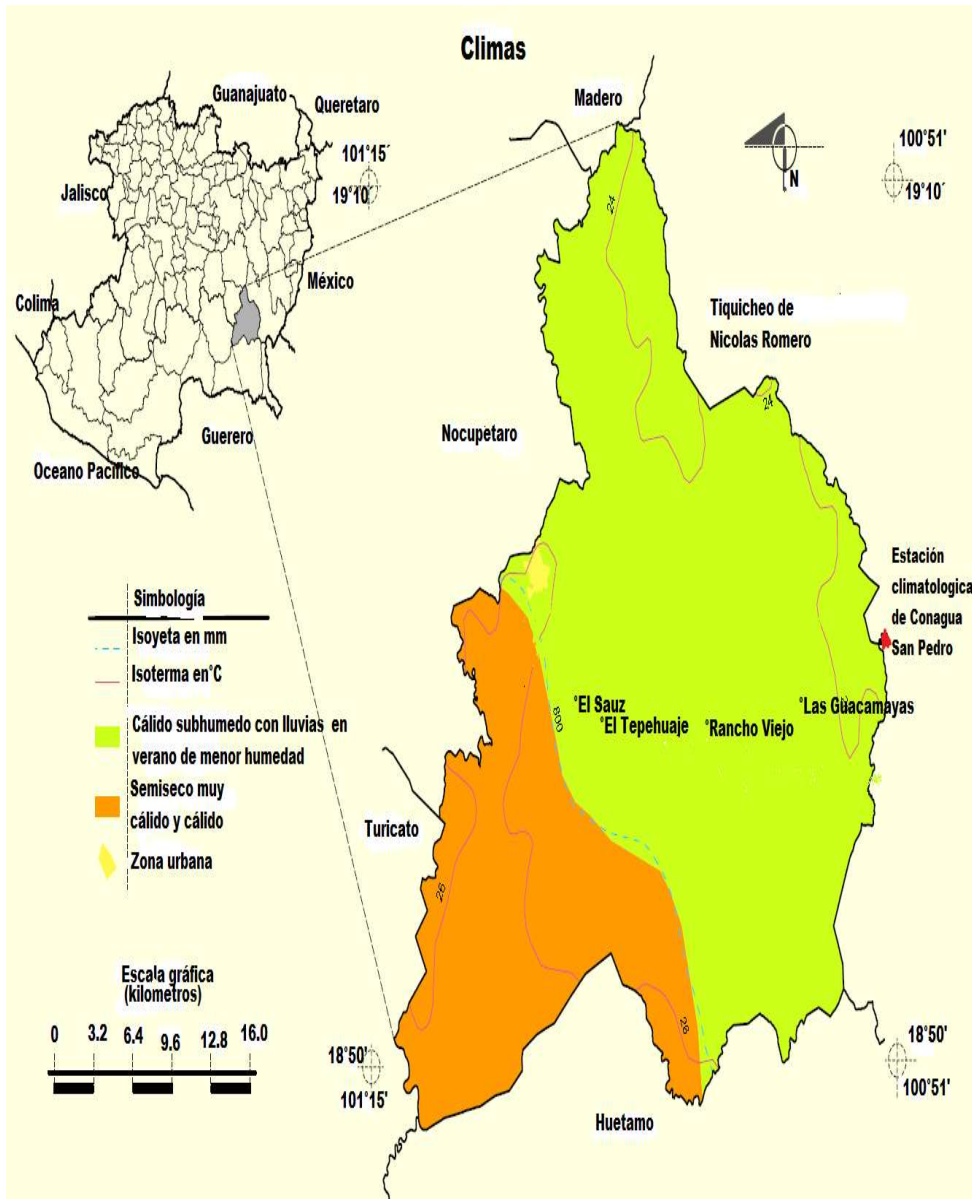 Climas
Guanajuato
Queretaro
Jalisco
Colima
México
Guerero
Oceano Pacífico
101°15´
19°10´
Madero
N
100°51´
19°10´
24
Tiquicheo de
Nicolas Romero
24
Nocupetaro
Estación
climatologica
de Conagua
San Pedro
Simbología
Isoyeta en mm
Isoterma en°C
Cálido subhumedo con lluvias en
verano de menor humedad
Semiseco muy
cálido y cálido
Zona urbana
°El Sauz
°El Tepehuaje
°Rancho Viejo
°Las Guacamayas
800
Turicato
26
26
Escala gráfica
(kilometros)
0 3.2 6.4 9.6 12.8 16.0
18°50'
101°15'
Huetamo
18°50'
100°51'